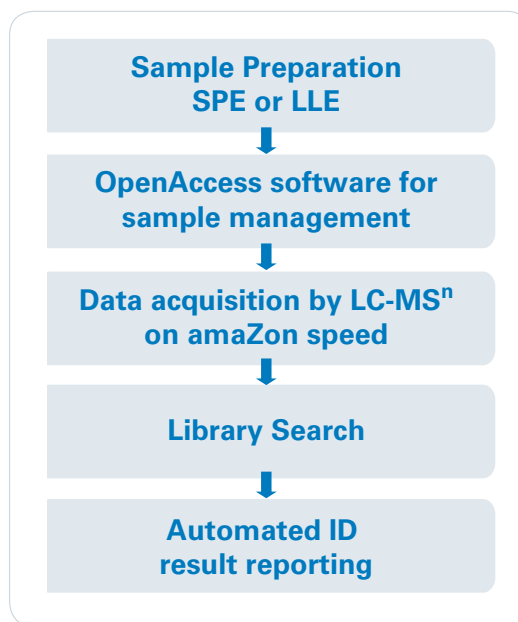 Sample Preparation
SPE or LLE
OpenAccess software for
sample management
Data acquisition by LC-MSⁿ
on amaZon speed
Library Search
Automated ID
result reporting